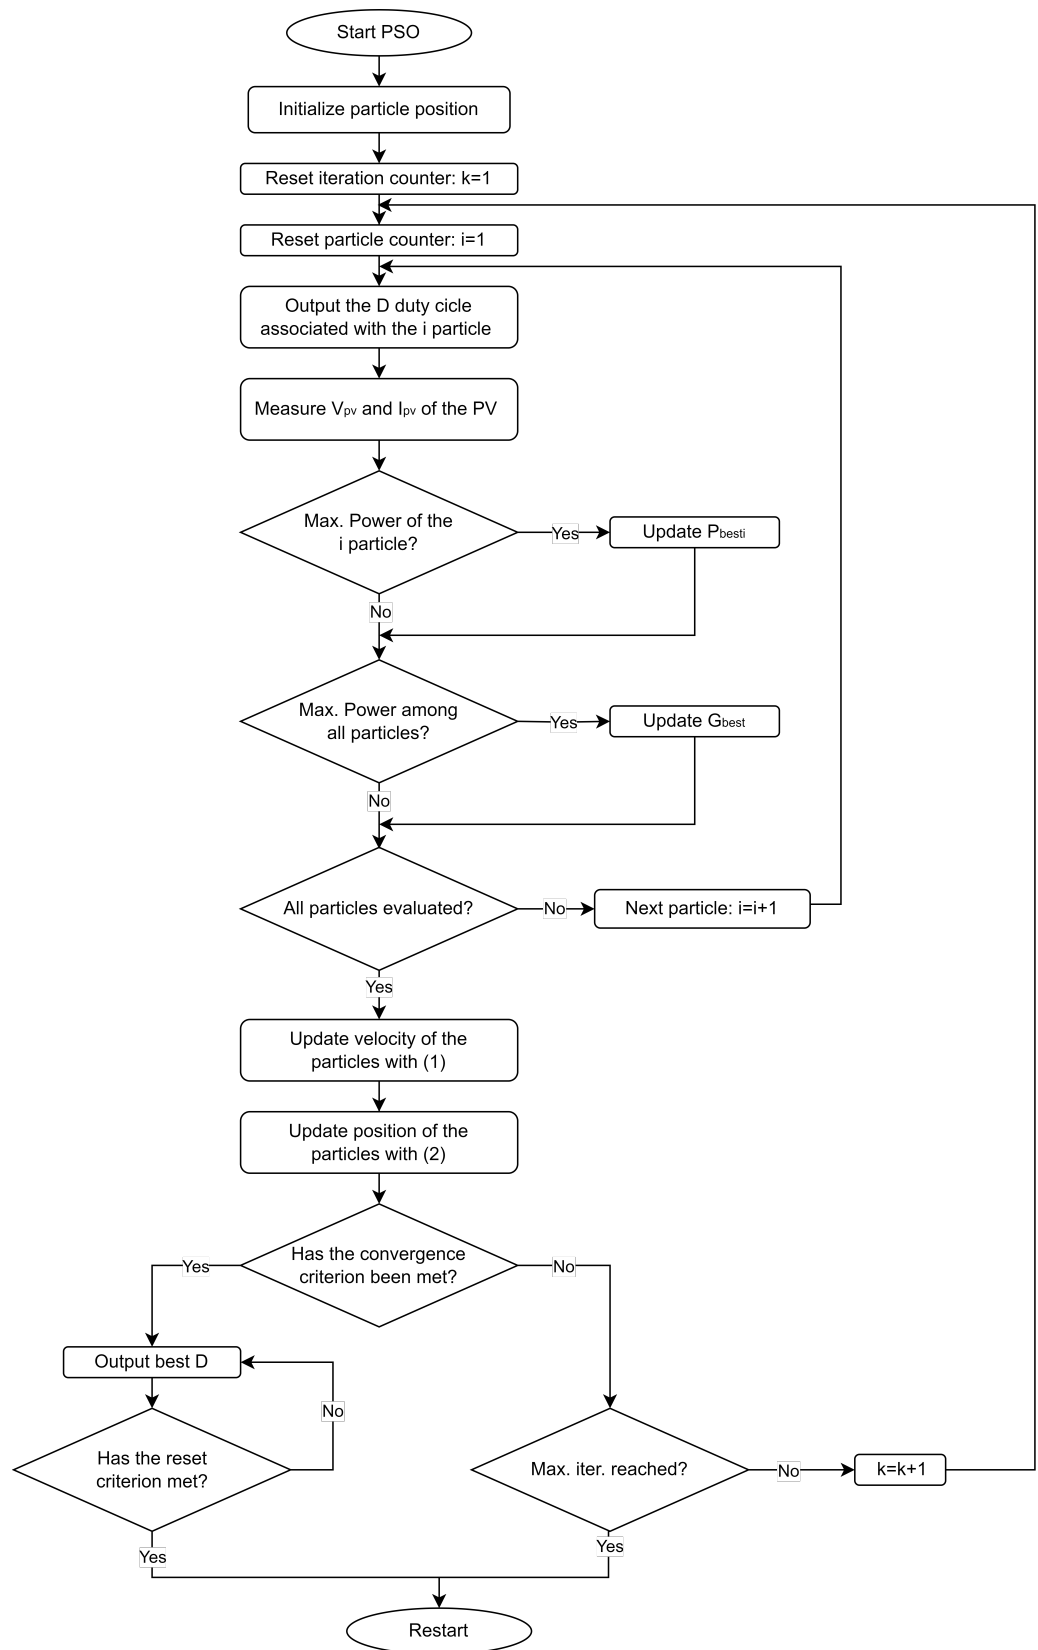 Start PSO
Initialize particle position
Reset iteration counter: k=1
Reset particle counter: i=1
Output the D duty cicle
associated with the i particle
Measure Vpv and Ipv of the PV
Max. Power of the
i particle?
Yes
Update Pbesti
No
Max. Power among
all particles?
Yes
Update Gbest
No
All particles evaluated?
No
Next particle: i=i+1
Yes
Update velocity of the
particles with (1)
Update position of the
particles with (2)
Has the convergence
criterion been met?
Yes
No
Output best D
No
Has the reset
criterion met?
Max. iter. reached?
No
k=k+1
Yes
Yes
Restart